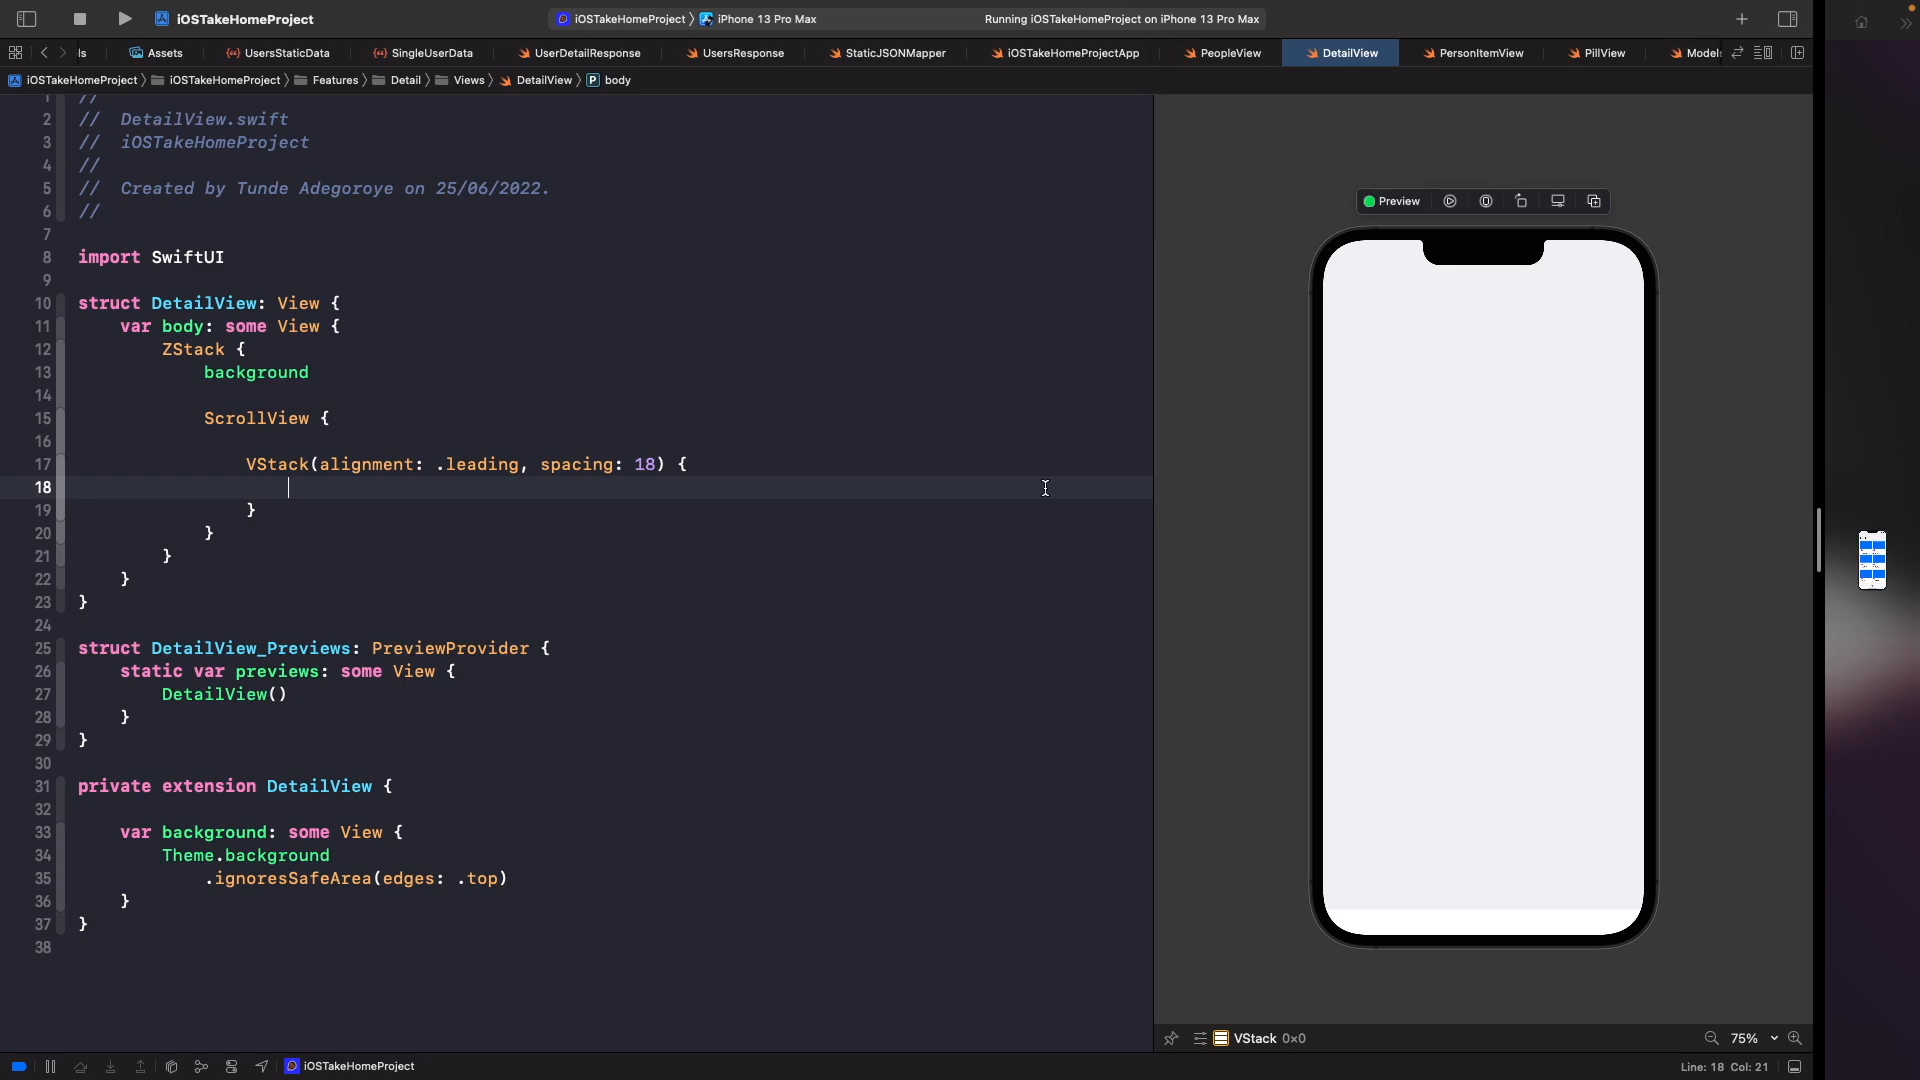 iOSTakeHomeProject
iOSTakeHomeProject 〉 iPhone 13 Pro Max
Running iOSTakeHomeProject on iPhone 13 Pro Max
ls
Assets
UsersStaticData
SingleUserData
UserDetailResponse
UsersResponse
StaticJSONMapper
iOSTakeHomeProjectApp
PeopleView
DetailView
PersonItemView
PillView
Models
iOSTakeHomeProject 〉 iOSTakeHomeProject 〉 Features 〉 Detail 〉 Views 〉 DetailView 〉 P body
1 //
2 //  DetailView.swift
3 //  iOSTakeHomeProject
4 //
5 //  Created by Tunde Adegoroye on 25/06/2022.
6 //
7
8 import SwiftUI
9
10 struct DetailView: View {
11     var body: some View {
12         ZStack {
13             background
14
15             ScrollView {
16
17                 VStack(alignment: .leading, spacing: 18) {
18
19                 }
20             }
21         }
22     }
23 }
24
25 struct DetailView_Previews: PreviewProvider {
26     static var previews: some View {
27         DetailView()
28     }
29 }
30
31 private extension DetailView {
32
33     var background: some View {
34         Theme.background
35             .ignoresSafeArea(edges: .top)
36     }
37 }
38
Preview
VStack 0×0
75%
iOSTakeHomeProject
Line: 18 Col: 21